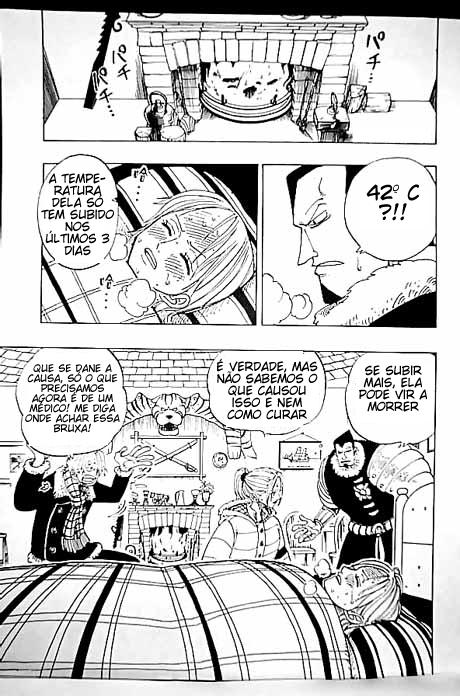 パチ…
パチ…
42º C
?!!
A TEMPE-
RATURA
DELA SÓ
TEM SUBIDO
NOS
ÚLTIMOS 3
DIAS
SE SUBIR
MAIS, ELA
PODE VIR A
MORRER
É VERDADE, MAS
NÃO SABEMOS O
QUE CAUSOU
ISSO E NEM
COMO CURAR
QUE SE DANE A
CAUSA, SÓ O QUE
PRECISAMOS
AGORA É DE UM
MÉDICO! ME DIGA
ONDE ACHAR ESSA
BRUXA!